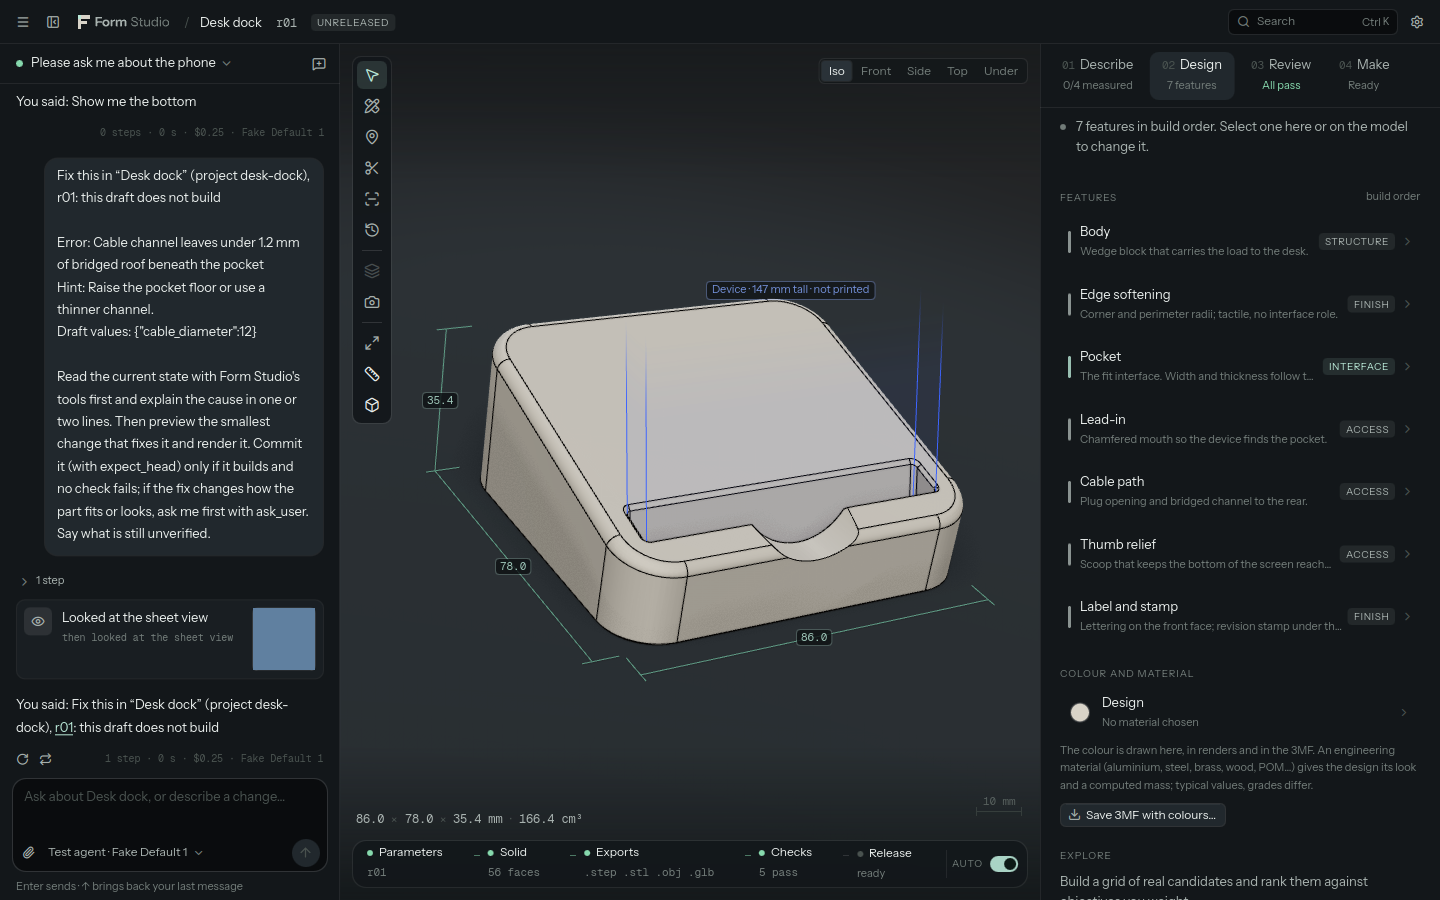 Form Studio / Desk dock r01 UNRELEASED
Search Ctrl K
Please ask me about the phone
You said: Show me the bottom
0 steps · 0 s · $0.25 · Fake Default 1
Fix this in “Desk dock” (project desk-dock),
r01: this draft does not build
Error: Cable channel leaves under 1.2 mm
of bridged roof beneath the pocket
Hint: Raise the pocket floor or use a
thinner channel.
Draft values: {"cable_diameter":12}
Read the current state with Form Studio's
tools first and explain the cause in one or
two lines. Then preview the smallest
change that fixes it and render it. Commit
it (with expect_head) only if it builds and
no check fails; if the fix changes how the
part fits or looks, ask me first with ask_user.
Say what is still unverified.
1 step
Looked at the sheet view
then looked at the sheet view
You said: Fix this in “Desk dock” (project desk-
dock), r01: this draft does not build
1 step · 0 s · $0.25 · Fake Default 1
Ask about Desk dock, or describe a change...
Test agent · Fake Default 1
Enter sends · ↑ brings back your last message
Iso Front Side Top Under
Device · 147 mm tall · not printed
35.4
78.0
86.0
10 mm
86.0 × 78.0 × 35.4 mm · 166.4 cm³
Parameters
r01
Solid
56 faces
Exports
.step .stl .obj .glb
Checks
5 pass
Release
ready
AUTO
01 Describe
0/4 measured
02 Design
7 features
03 Review
All pass
04 Make
Ready
7 features in build order. Select one here or on the model
to change it.
FEATURES build order
Body
Wedge block that carries the load to the desk.
STRUCTURE
Edge softening
Corner and perimeter radii; tactile, no interface role.
FINISH
Pocket
The fit interface. Width and thickness follow t...
INTERFACE
Lead-in
Chamfered mouth so the device finds the pocket.
ACCESS
Cable path
Plug opening and bridged channel to the rear.
ACCESS
Thumb relief
Scoop that keeps the bottom of the screen reach...
ACCESS
Label and stamp
Lettering on the front face; revision stamp under th...
FINISH
COLOUR AND MATERIAL
Design
No material chosen
The colour is drawn here, in renders and in the 3MF. An engineering
material (aluminium, steel, brass, wood, POM...) gives the design its look
and a computed mass; typical values, grades differ.
Save 3MF with colours...
EXPLORE
Build a grid of real candidates and rank them against